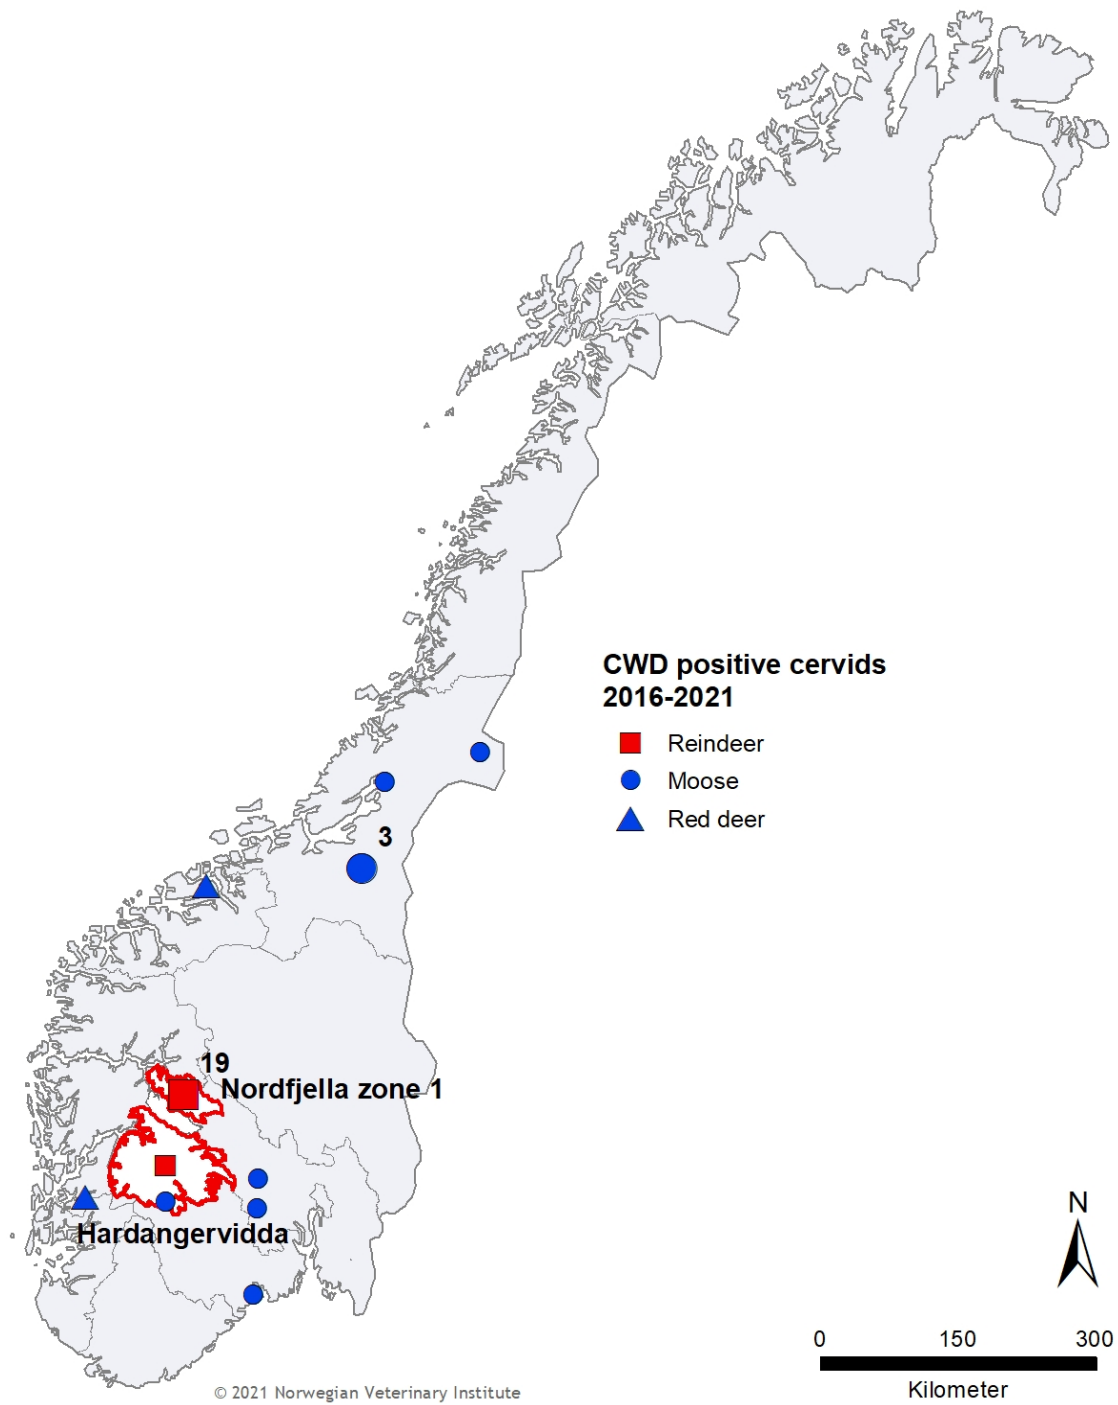 CWD positive cervids
2016-2021
Reindeer
Moose
Red deer
3
19
Nordfjella zone 1
Hardangervidda
N
0 150 300
Kilometer
© 2021 Norwegian Veterinary Institute